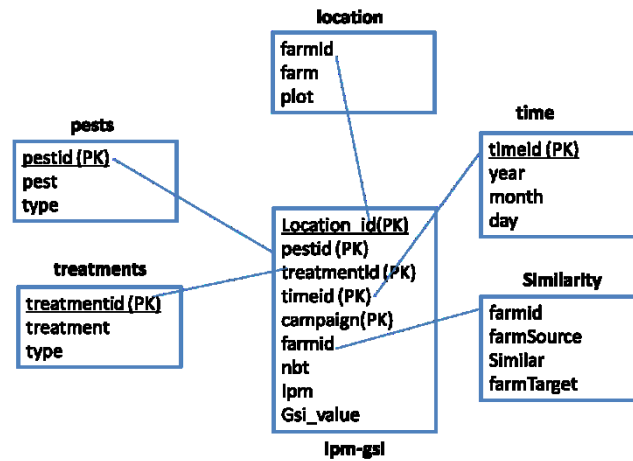 location
farmid
farm
plot
pests
pestid (PK)
pest
type
time
timeid (PK)
year
month
day
treatments
treatmentid (PK)
treatment
type
Location_id(PK)
pestid (PK)
treatmentid (PK)
timeid (PK)
campaign(PK)
farmid
nbt
Ipm
Gsi_value
Ipm-gsi
Similarity
farmid
farmSource
Similar
farmTarget